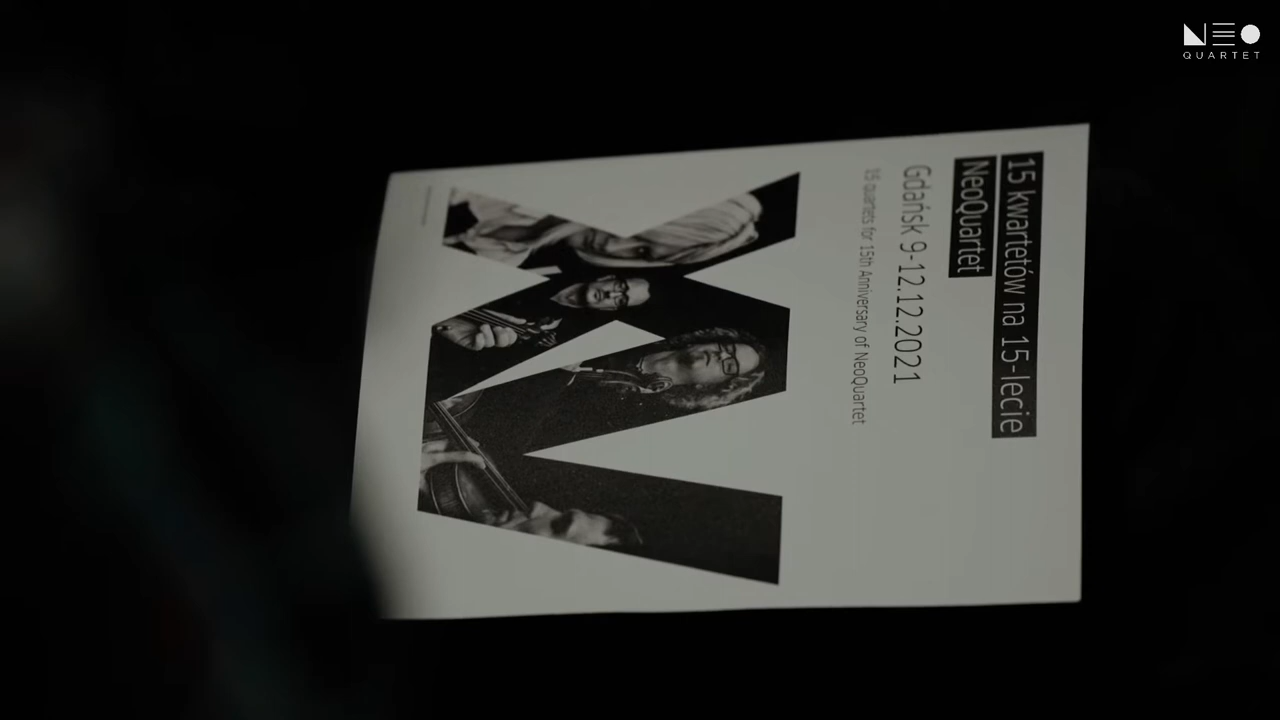 15 kwartetów na 15-lecie
NeoQuartet
Gdańsk 9-12.12.2021
15 quartets for 15th Anniversary of NeoQuartet
XV
NEO
QUARTET